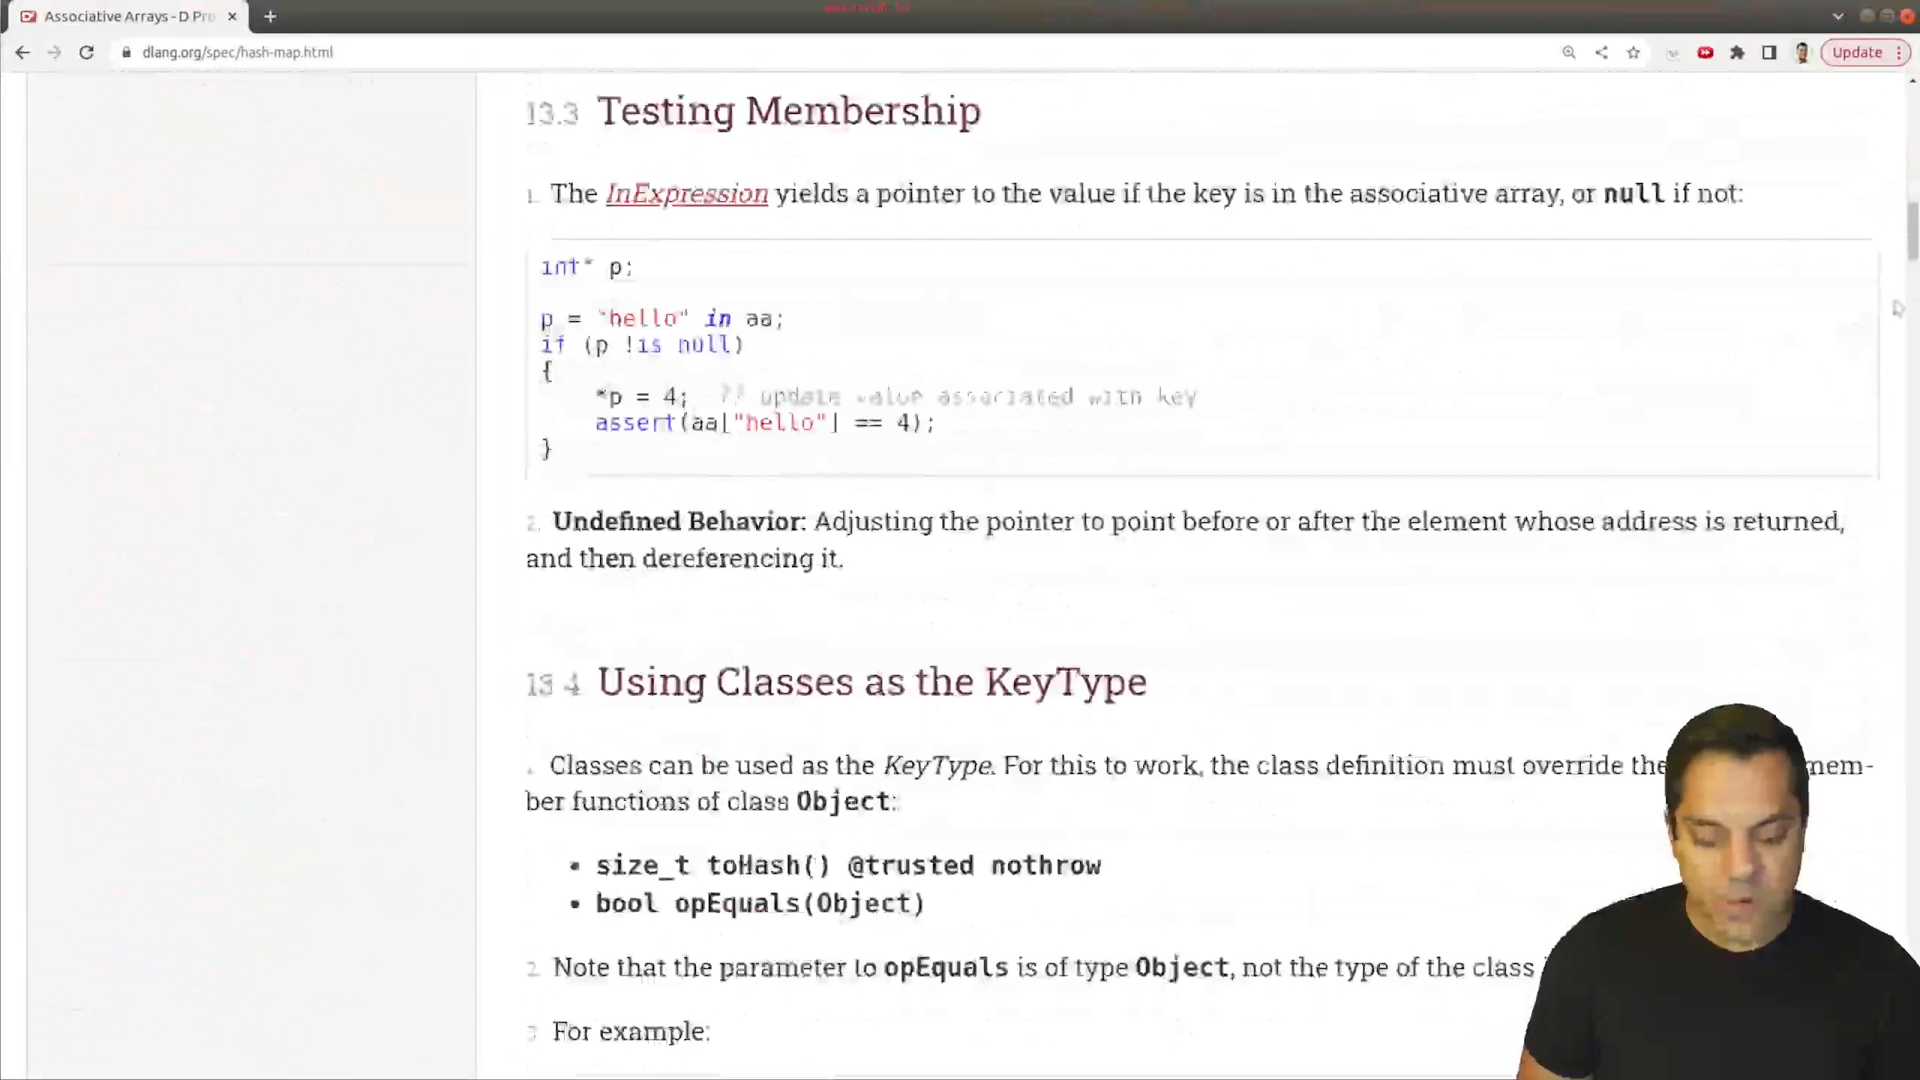 Associative Arrays - D Pro
dlang.org/spec/hash-map.html
Update
13.3 Testing Membership
1. The InExpression yields a pointer to the value if the key is in the associative array, or null if not:
int* p;
p = "hello" in aa;
if (p !is null)
{
*p = 4; // update value associated with key
assert(aa["hello"] == 4);
}
2. Undefined Behavior: Adjusting the pointer to point before or after the element whose address is returned,
and then dereferencing it.
13.4 Using Classes as the KeyType
Classes can be used as the KeyType. For this to work, the class definition must override the mem-
ber functions of class Object:
• size_t toHash() @trusted nothrow
• bool opEquals(Object)
2. Note that the parameter to opEquals is of type Object, not the type of the class
3 For example: